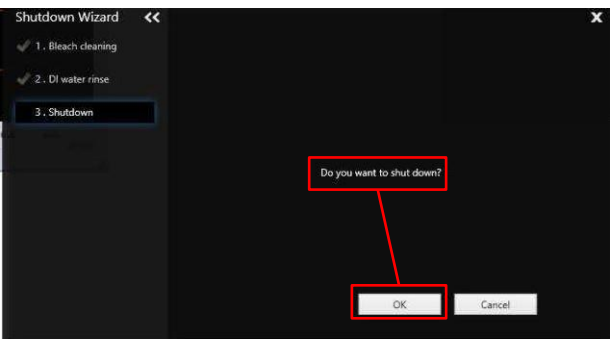 Shutdown Wizard <<
X
1. Bleach cleaning
2. DI water rinse
3. Shutdown
Do you want to shut down?
OK
Cancel